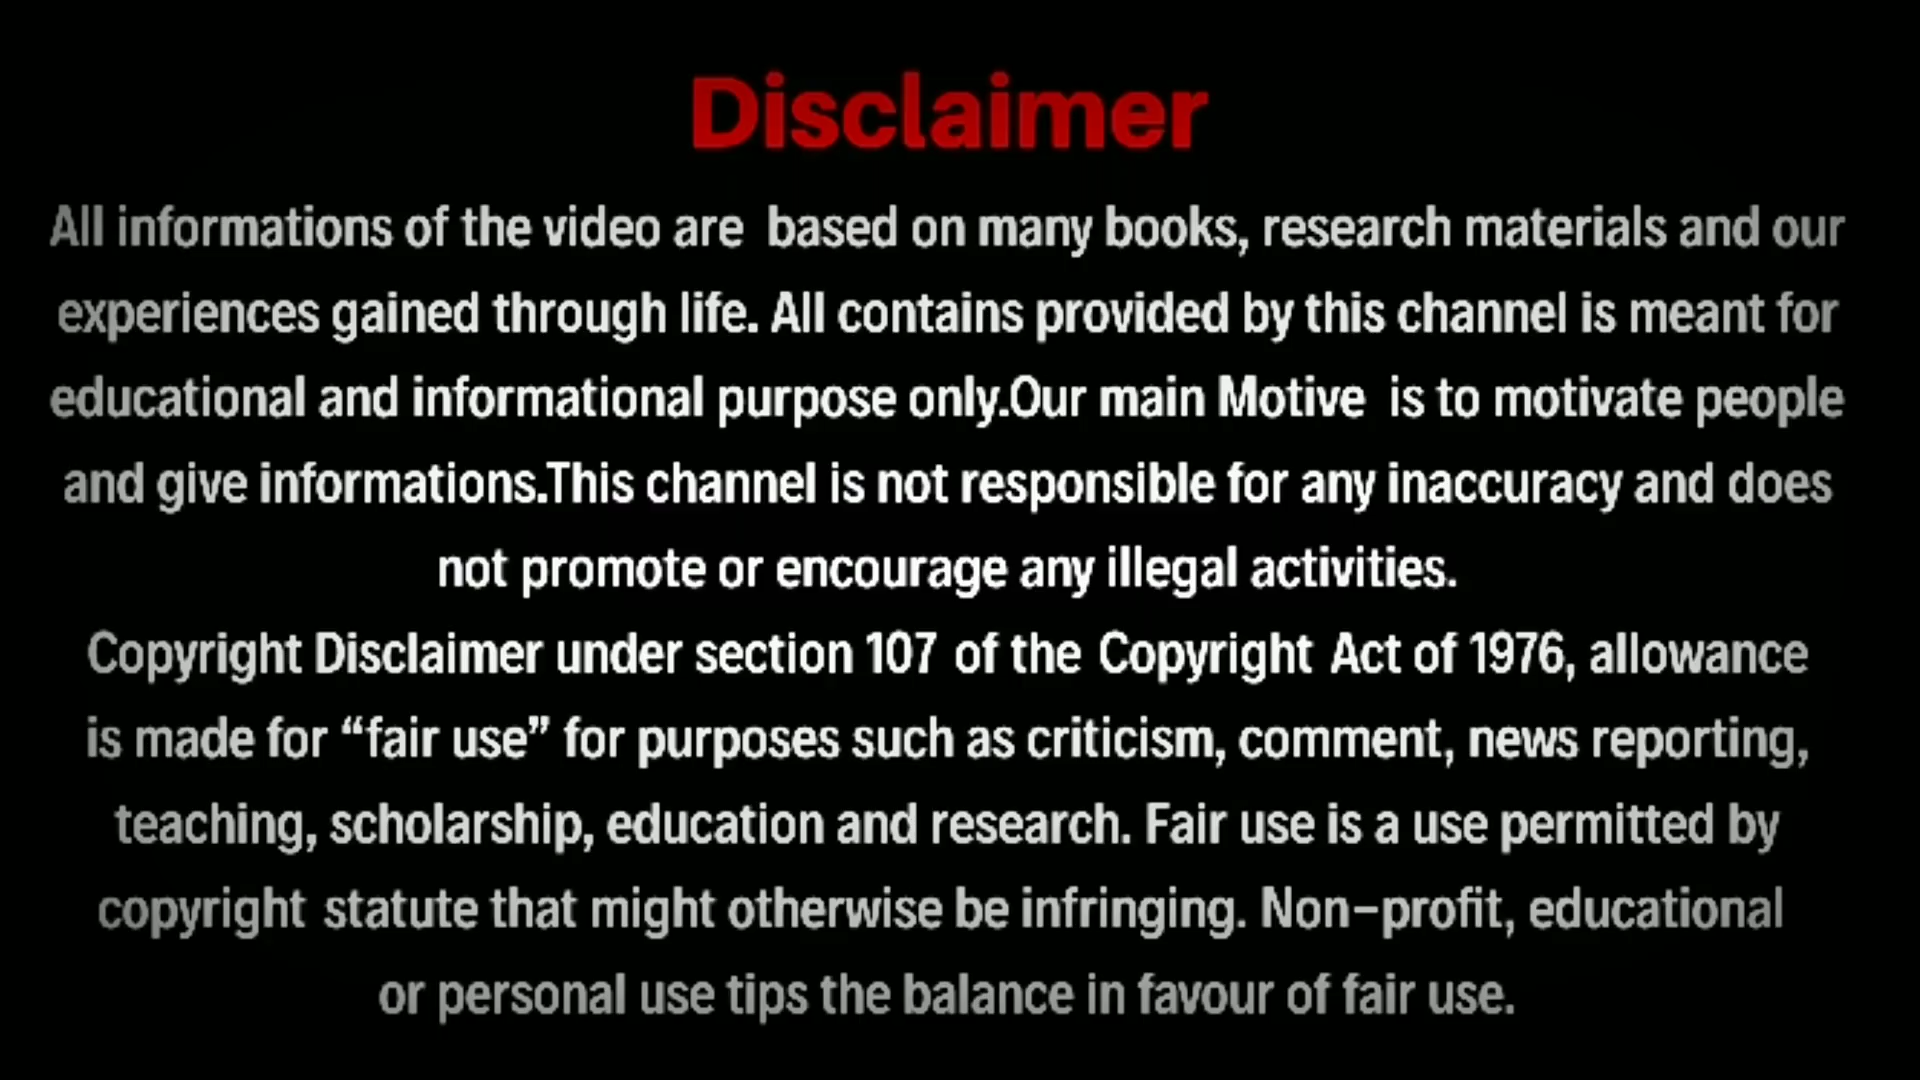 Disclaimer
All informations of the video are based on many books, research materials and our
experiences gained through life. All contains provided by this channel is meant for
educational and informational purpose only.Our main Motive is to motivate people
and give informations.This channel is not responsible for any inaccuracy and does
not promote or encourage any illegal activities.
Copyright Disclaimer under section 107 of the Copyright Act of 1976, allowance
is made for “fair use” for purposes such as criticism, comment, news reporting,
teaching, scholarship, education and research. Fair use is a use permitted by
copyright statute that might otherwise be infringing. Non–profit, educational
or personal use tips the balance in favour of fair use.